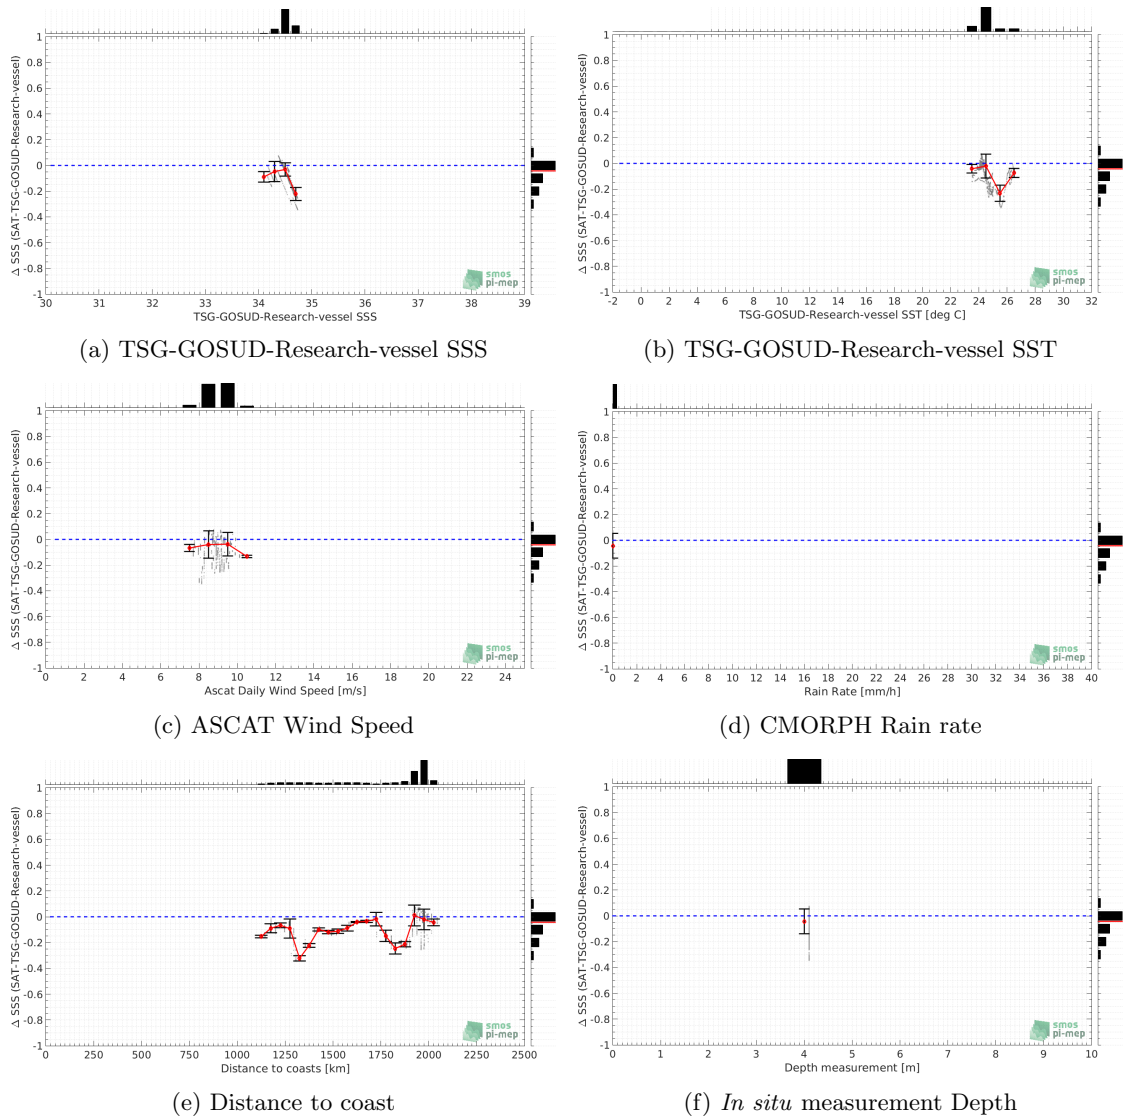 1
0.8
0.6
0.4
0.2
0
-0.2
-0.4
-0.6
-0.8
-1
Δ SSS (SAT-TSG-GOSUD-Research-vessel)
smos
pi-mep
30 31 32 33 34 35 36 37 38 39
TSG-GOSUD-Research-vessel SSS
(a) TSG-GOSUD-Research-vessel SSS
1
0.8
0.6
0.4
0.2
0
-0.2
-0.4
-0.6
-0.8
-1
Δ SSS (SAT-TSG-GOSUD-Research-vessel)
smos
pi-mep
-2 0 2 4 6 8 10 12 14 16 18 20 22 24 26 28 30 32
TSG-GOSUD-Research-vessel SST [deg C]
(b) TSG-GOSUD-Research-vessel SST
1
0.8
0.6
0.4
0.2
0
-0.2
-0.4
-0.6
-0.8
-1
Δ SSS (SAT-TSG-GOSUD-Research-vessel)
smos
pi-mep
0 2 4 6 8 10 12 14 16 18 20 22 24
Ascat Daily Wind Speed [m/s]
(c) ASCAT Wind Speed
1
0.8
0.6
0.4
0.2
0
-0.2
-0.4
-0.6
-0.8
-1
Δ SSS (SAT-TSG-GOSUD-Research-vessel)
smos
pi-mep
0 2 4 6 8 10 12 14 16 18 20 22 24 26 28 30 32 34 36 38 40
Rain Rate [mm/h]
(d) CMORPH Rain rate
1
0.8
0.6
0.4
0.2
0
-0.2
-0.4
-0.6
-0.8
-1
Δ SSS (SAT-TSG-GOSUD-Research-vessel)
smos
pi-mep
0 250 500 750 1000 1250 1500 1750 2000 2250 2500
Distance to coasts [km]
(e) Distance to coast
1
0.8
0.6
0.4
0.2
0
-0.2
-0.4
-0.6
-0.8
-1
Δ SSS (SAT-TSG-GOSUD-Research-vessel)
smos
pi-mep
0 1 2 3 4 5 6 7 8 9 10
Depth measurement [m]
(f) In situ measurement Depth